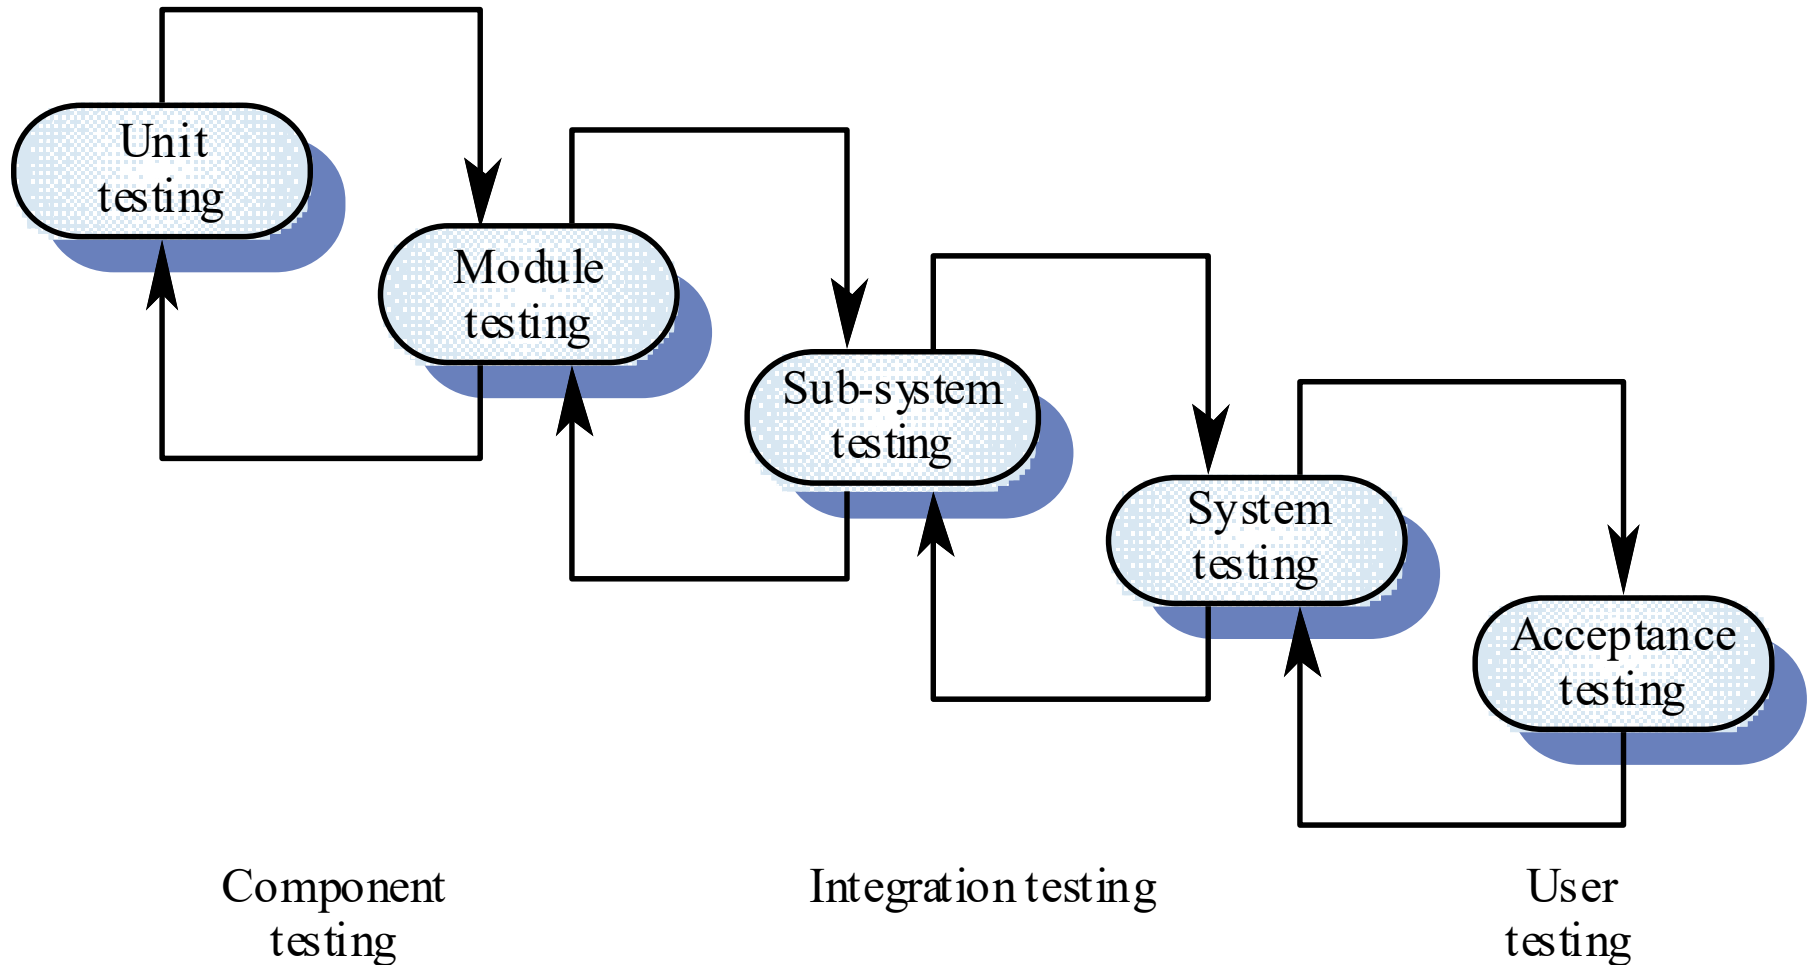 Unit
testing
Module
testing
Sub-system
testing
System
testing
Acceptance
testing
Component
testing
Integration testing
User
testing